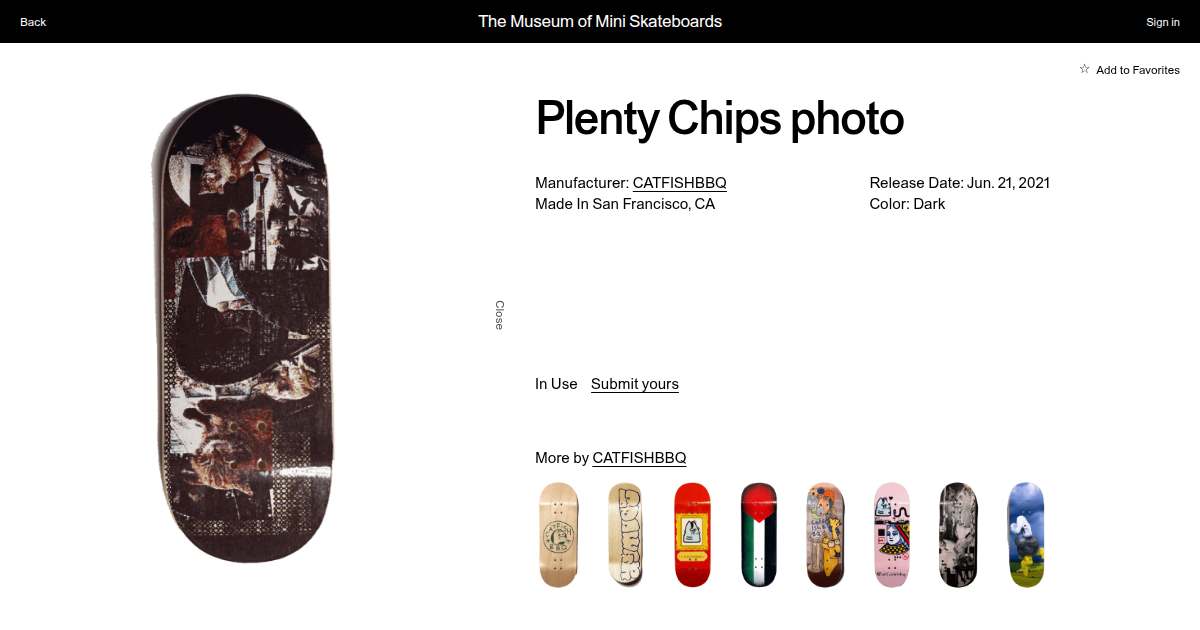 Back
The Museum of Mini Skateboards
Sign in
☆ Add to Favorites
Plenty Chips photo
Manufacturer: CATFISHBBQ
Made In San Francisco, CA
Release Date: Jun. 21, 2021
Color: Dark
Close
In Use Submit yours
More by CATFISHBBQ